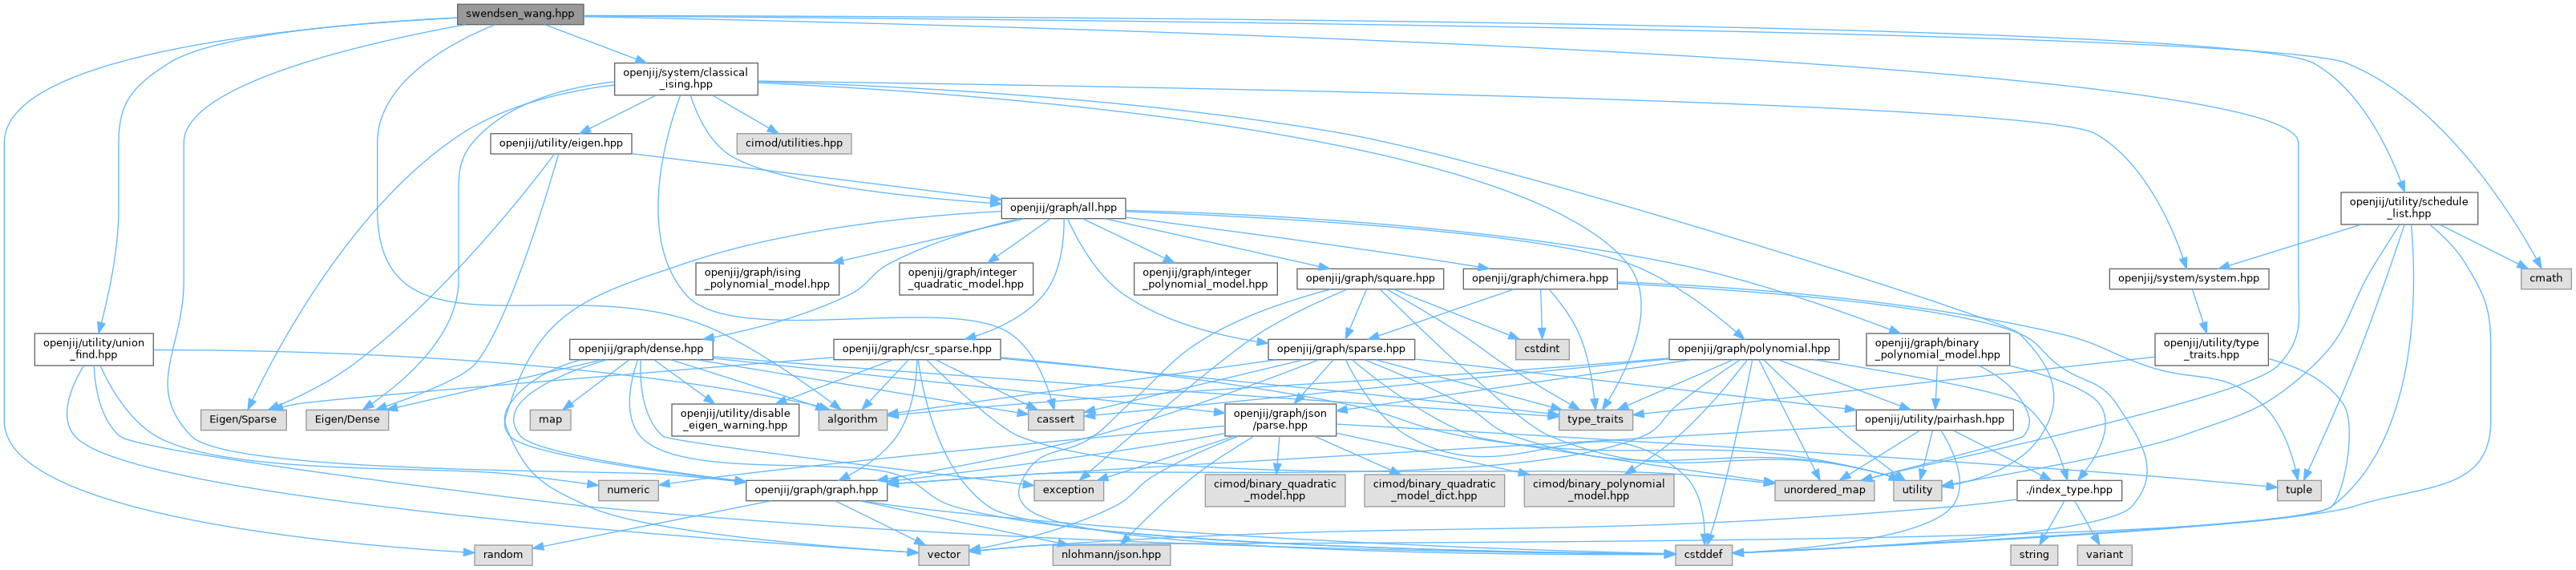 swendsen_wang.hpp
openjij/system/classical
_ising.hpp
openjij/utility/eigen.hpp
cimod/utilities.hpp
openjij/graph/all.hpp
openjij/utility/schedule
_list.hpp
openjij/graph/ising
_polynomial_model.hpp
openjij/graph/integer
_quadratic_model.hpp
openjij/graph/integer
_polynomial_model.hpp
openjij/graph/square.hpp
openjij/graph/chimera.hpp
openjij/system/system.hpp
cmath
openjij/utility/union
_find.hpp
openjij/graph/dense.hpp
openjij/graph/csr_sparse.hpp
openjij/graph/sparse.hpp
cstdint
openjij/graph/polynomial.hpp
openjij/graph/binary
_polynomial_model.hpp
openjij/utility/type
_traits.hpp
Eigen/Sparse
Eigen/Dense
map
openjij/utility/disable
_eigen_warning.hpp
algorithm
cassert
openjij/graph/json
/parse.hpp
type_traits
openjij/utility/pairhash.hpp
numeric
openjij/graph/graph.hpp
exception
cimod/binary_quadratic
_model.hpp
cimod/binary_quadratic
_model_dict.hpp
cimod/binary_polynomial
_model.hpp
unordered_map
utility
./index_type.hpp
tuple
random
vector
nlohmann/json.hpp
cstddef
string
variant